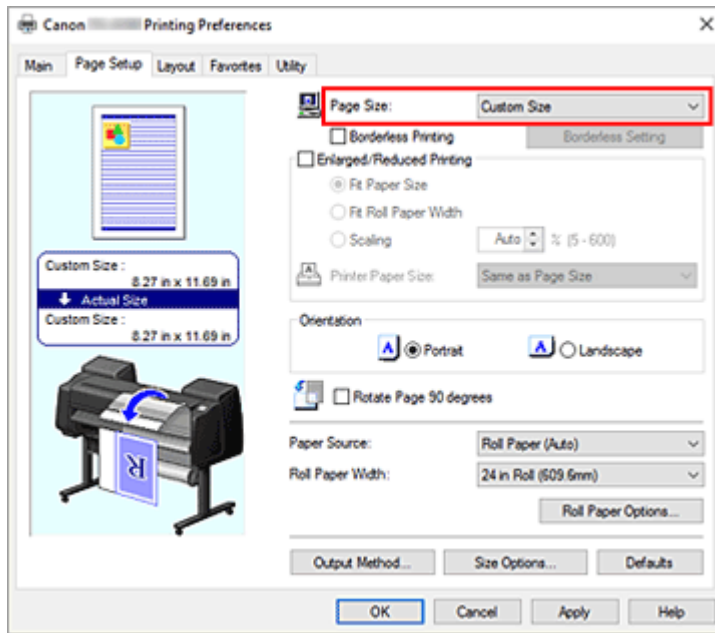 Canon Printing Preferences
Main Page Setup Layout Favorites Utility
Page Size: Custom Size
Borderless Printing Borderless Setting
Enlarged/Reduced Printing
Fit Paper Size
Fit Roll Paper Width
Scaling Auto % (5 - 600)
Printer Paper Size: Same as Page Size
Custom Size :
8.27 in x 11.69 in
Actual Size
Custom Size :
8.27 in x 11.69 in
Orientation
A Portrait A Landscape
Rotate Page 90 degrees
R
Paper Source: Roll Paper (Auto)
Roll Paper Width: 24 in Roll (609.6mm)
Roll Paper Options...
Output Method... Size Options... Defaults
OK Cancel Apply Help